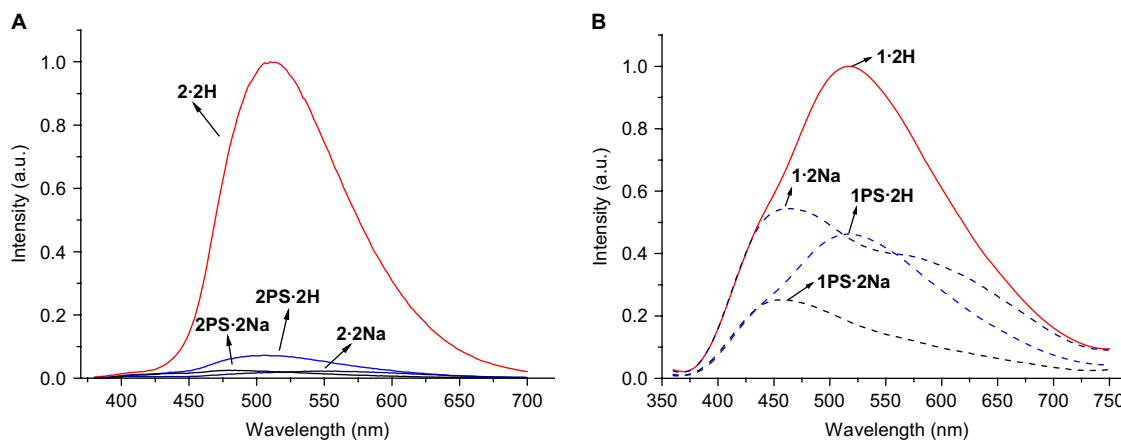 A
1.0
0.8
0.6
0.4
0.2
0.0
Intensity (a.u.)
2·2H
2PS·2H
2PS·2Na
2·2Na
400 450 500 550 600 650 700
Wavelength (nm)
B
1.0
0.8
0.6
0.4
0.2
0.0
Intensity (a.u.)
1·2H
1·2Na
1PS·2H
1PS·2Na
350 400 450 500 550 600 650 700 750
Wavelength (nm)